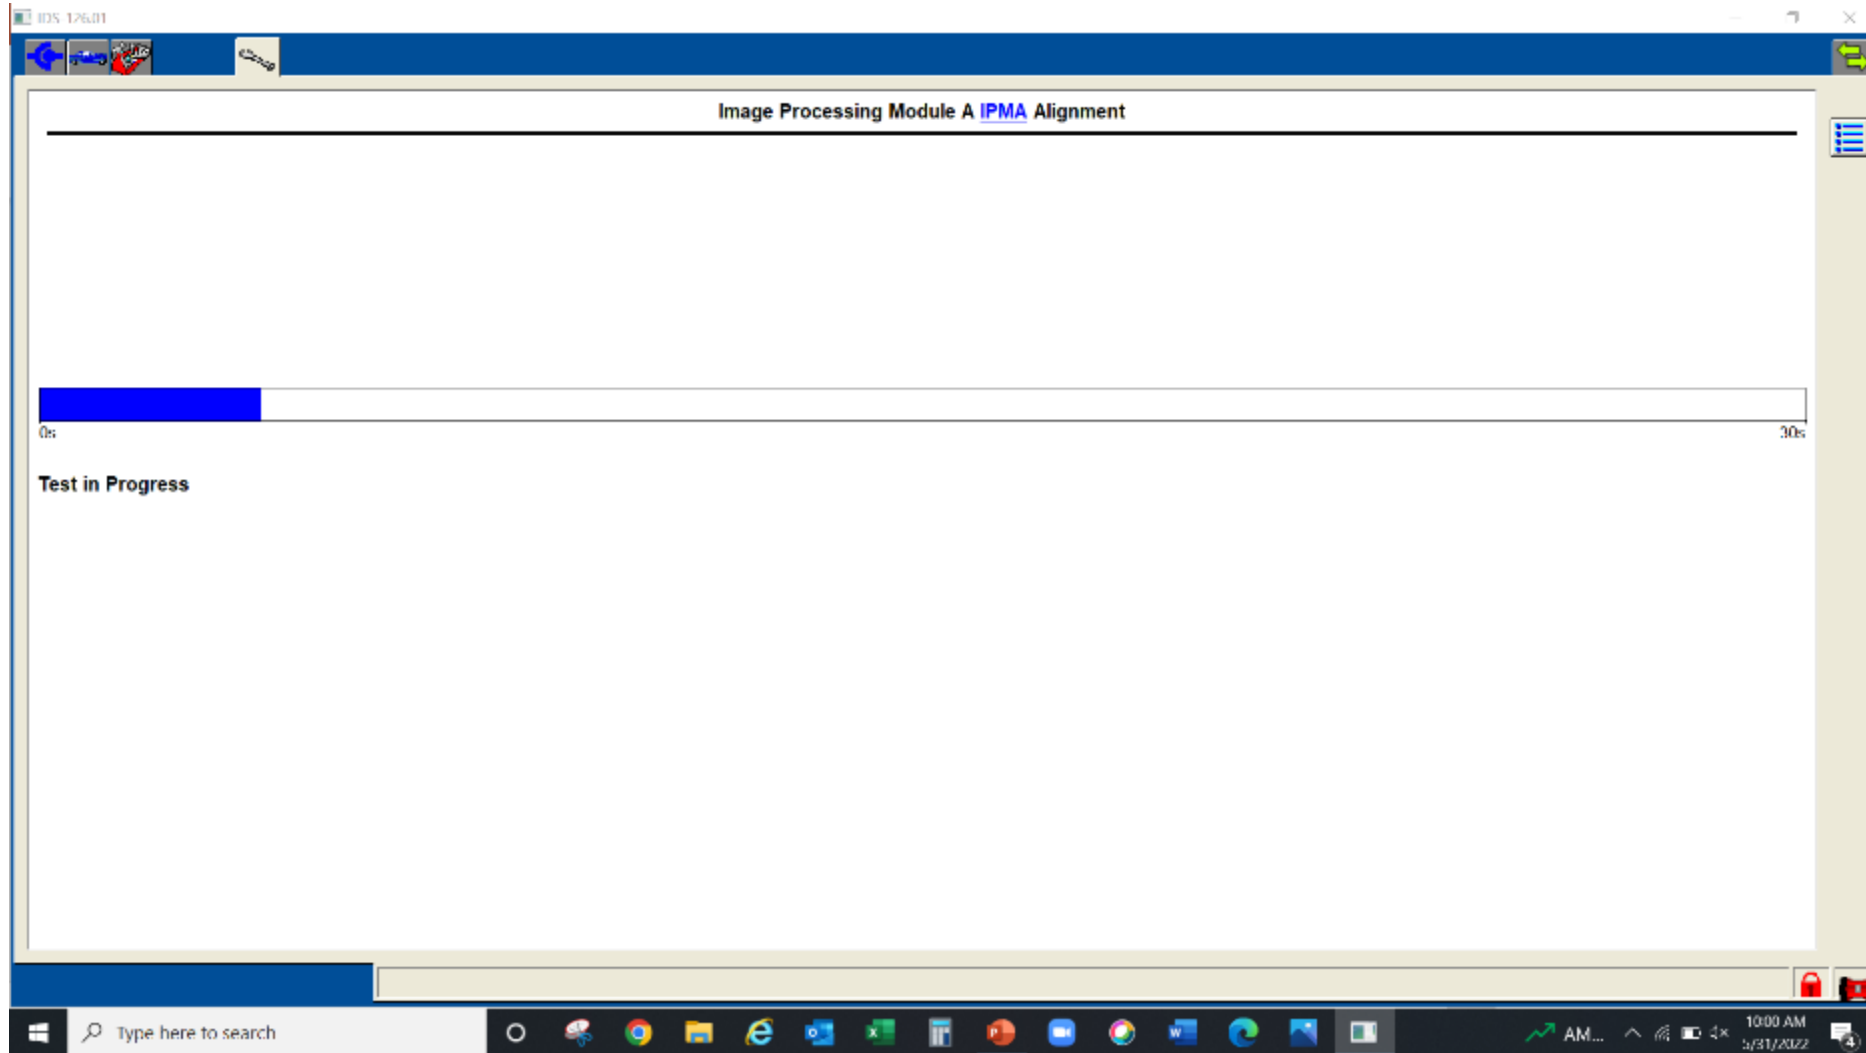 IDS 126.01
Image Processing Module A IPMA Alignment
0s
30s
Test in Progress
Type here to search
AM...
10:00 AM
5/31/2022
4